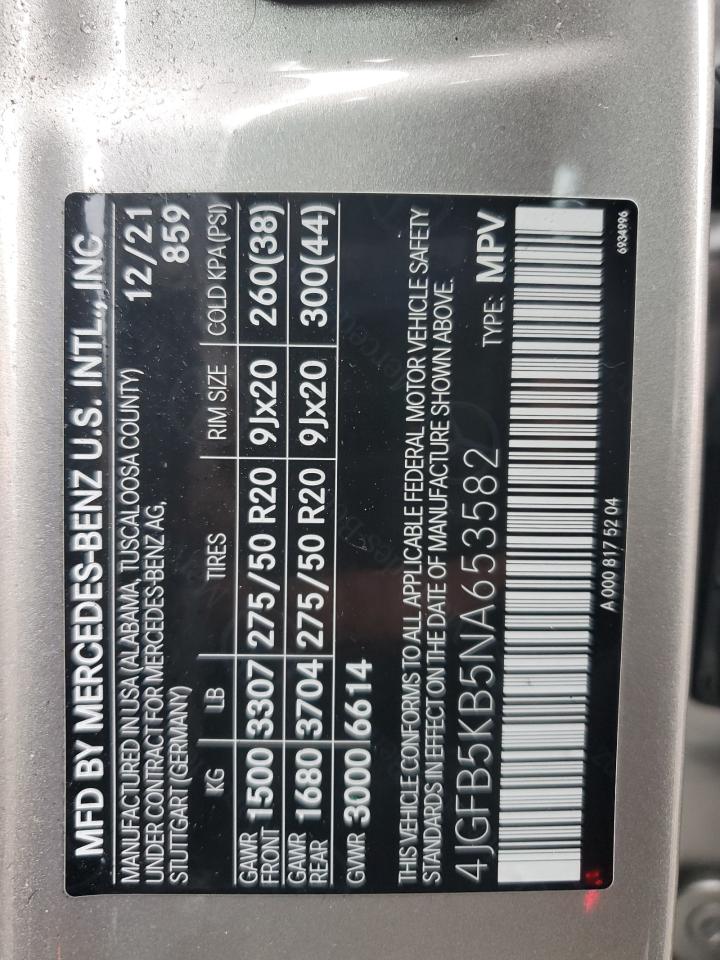 MFD BY MERCEDES-BENZ U.S. INTL., INC
MANUFACTURED IN USA (ALABAMA, TUSCALOOSA COUNTY) 12/21
UNDER CONTRACT FOR MERCEDES-BENZ AG, 859
STUTTGART (GERMANY)
KG LB TIRES RIM SIZE COLD KPA(PSI)
GAWR FRONT 1500 3307 275/50 R20 9Jx20 260(38)
GAWR REAR 1680 3704 275/50 R20 9Jx20 300(44)
GVWR 3000 6614
THIS VEHICLE CONFORMS TO ALL APPLICABLE FEDERAL MOTOR VEHICLE SAFETY
STANDARDS IN EFFECT ON THE DATE OF MANUFACTURE SHOWN ABOVE.
4JGFB5KB5NA653582 TYPE: MPV
A 000 817 52 04 6934996